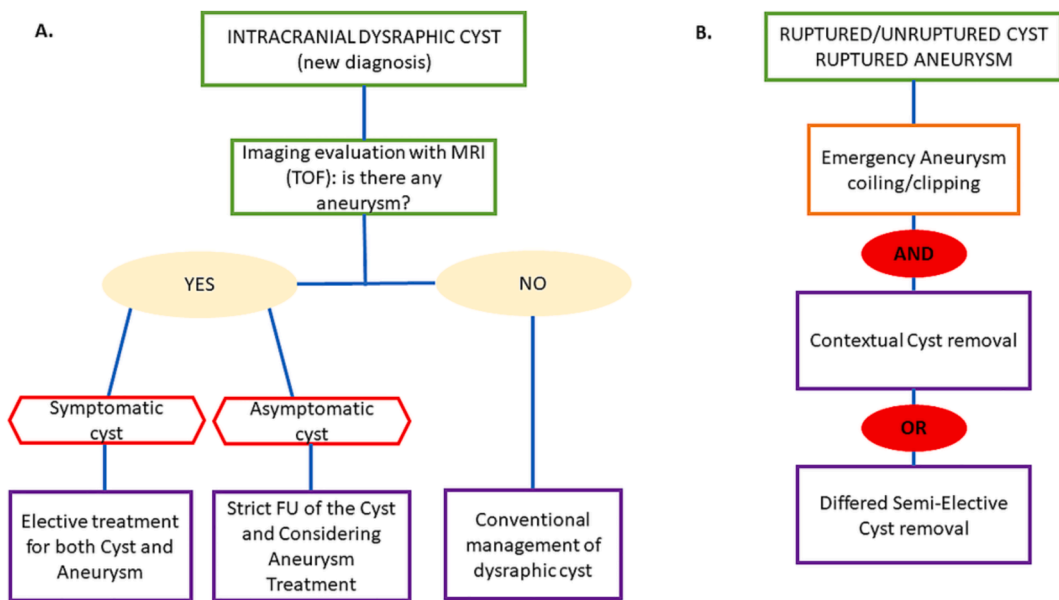 A.
INTRACRANIAL DYSRAPHIC CYST
(new diagnosis)
Imaging evaluation with MRI
(TOF): is there any
aneurysm?
YES
NO
Symptomatic
cyst
Asymptomatic
cyst
Elective treatment
for both Cyst and
Aneurysm
Strict FU of the Cyst
and Considering
Aneurysm
Treatment
Conventional
management of
dysraphic cyst
B.
RUPTURED/UNRUPTURED CYST
RUPTURED ANEURYSM
Emergency Aneurysm
coiling/clipping
AND
Contextual Cyst removal
OR
Differed Semi-Elective
Cyst removal